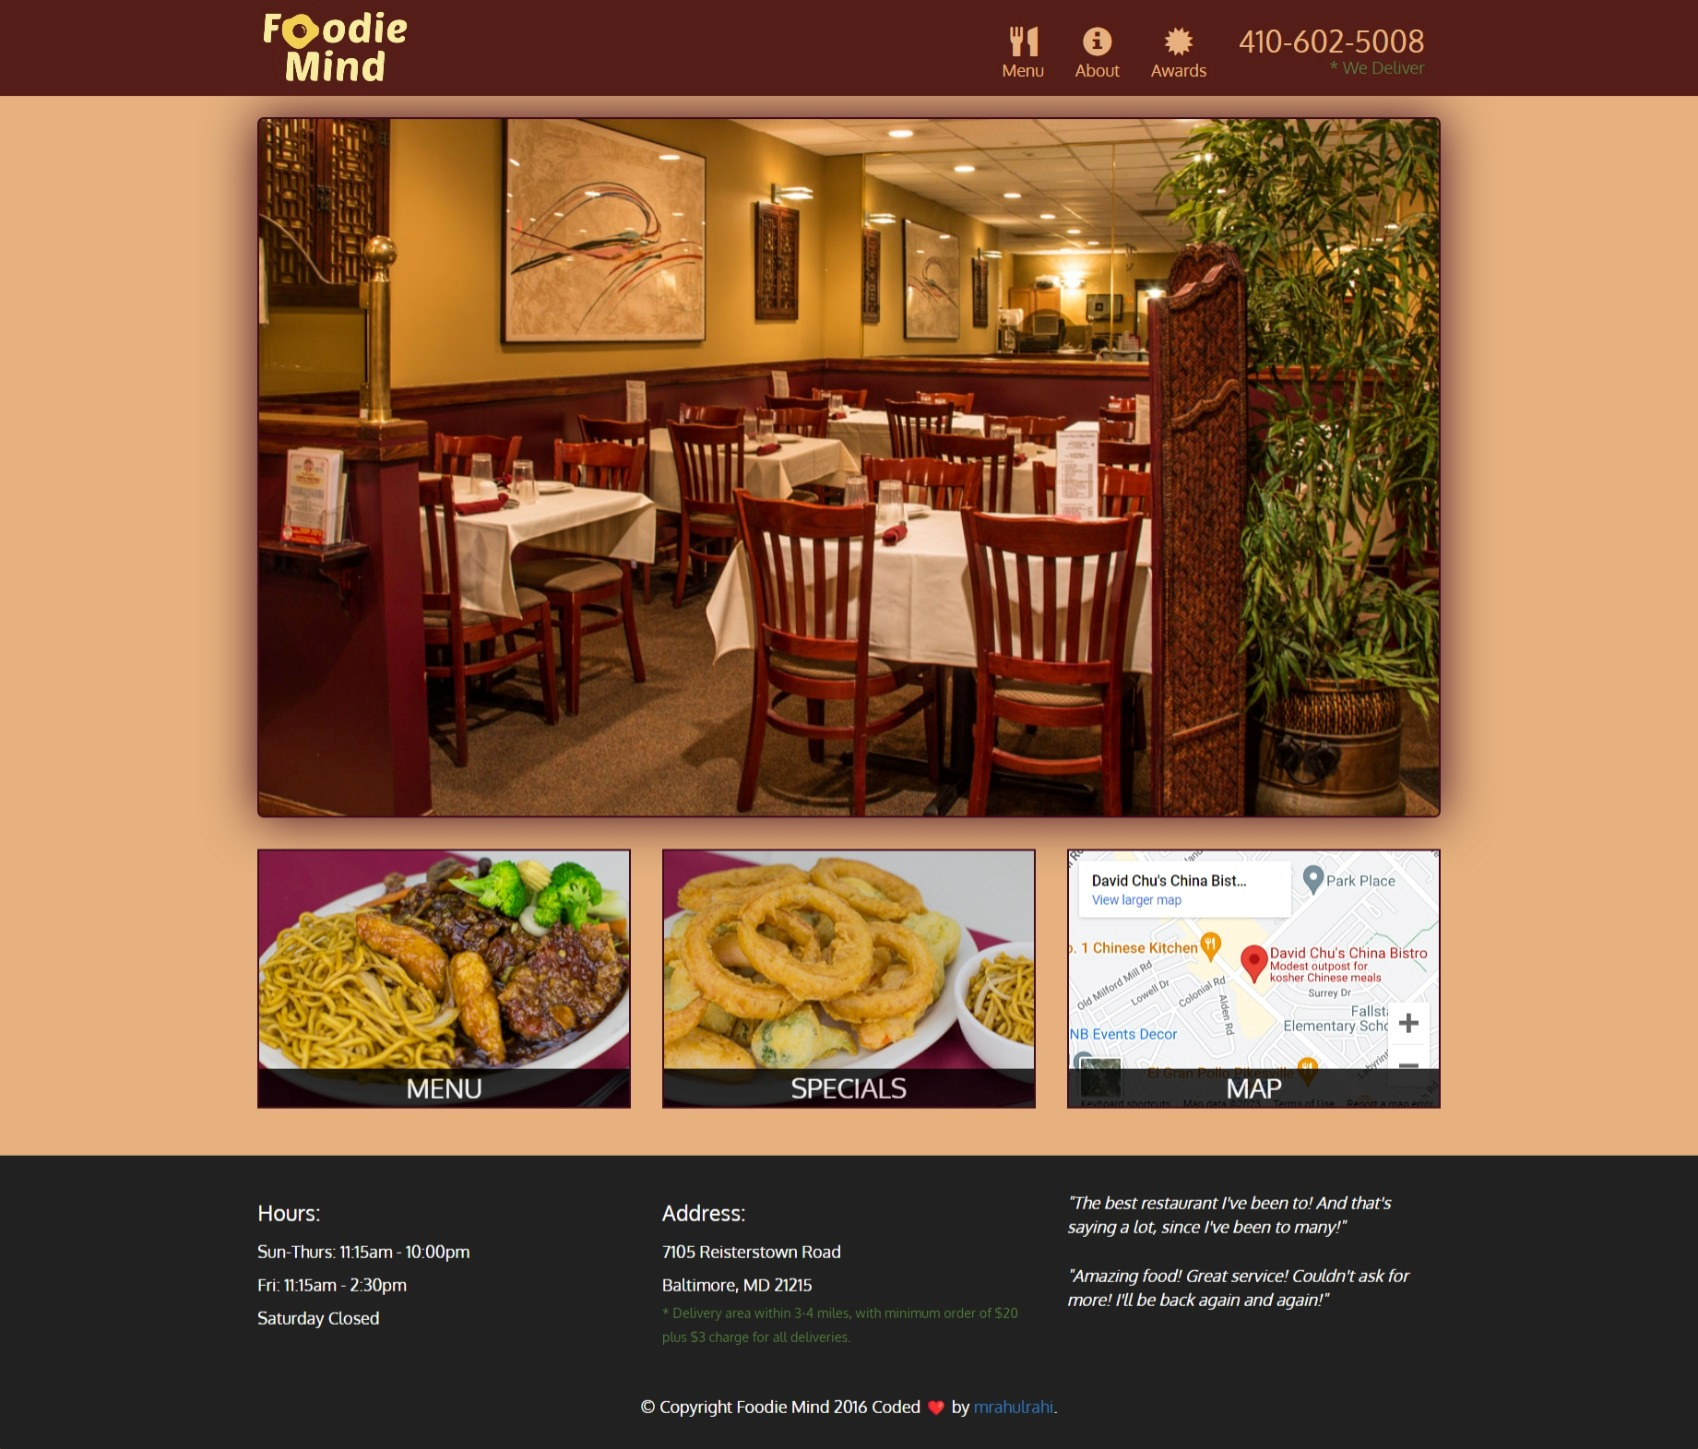 Foodie
Mind
Menu
About
Awards
410-602-5008
* We Deliver
David Chu's China Bist...
View larger map
Park Place
o. 1 Chinese Kitchen
David Chu's China Bistro
Modest outpost for
kosher Chinese meals
Surrey Dr
Old Milford Mill Rd
Lowell Dr
Colonial Rd
Alden Rd
Fallsta
Elementary Scho
NB Events Decor
El Gran Pollo Pikesville
Keyboard shortcuts
Map data ©2023
Terms of Use
Report a map error
MENU
SPECIALS
MAP
Hours:
Sun-Thurs: 11:15am - 10:00pm
Fri: 11:15am - 2:30pm
Saturday Closed
Address:
7105 Reisterstown Road
Baltimore, MD 21215
* Delivery area within 3-4 miles, with minimum order of $20
plus $3 charge for all deliveries.
"The best restaurant I've been to! And that's
saying a lot, since I've been to many!"
"Amazing food! Great service! Couldn't ask for
more! I'll be back again and again!"
© Copyright Foodie Mind 2016 Coded ❤️ by mrahulrahi.